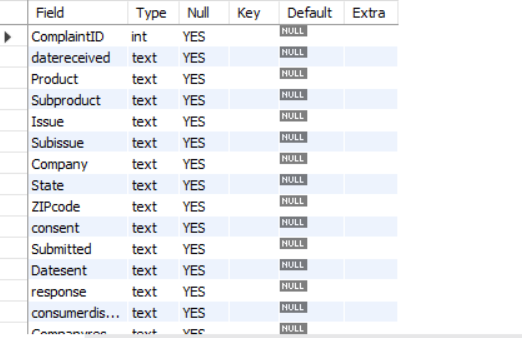 Field Type Null Key Default Extra
ComplaintID int YES NULL
datereceived text YES NULL
Product text YES NULL
Subproduct text YES NULL
Issue text YES NULL
Subissue text YES NULL
Company text YES NULL
State text YES NULL
ZIPcode text YES NULL
consent text YES NULL
Submitted text YES NULL
Datesent text YES NULL
response text YES NULL
consumerdis... text YES NULL
Companyres text YES NULL